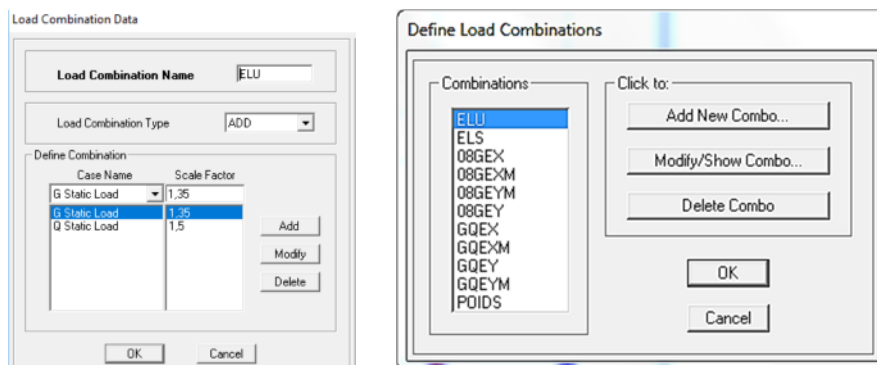 Load Combination Data
Load Combination Name ELU
Load Combination Type ADD
Define Combination
Case Name Scale Factor
G Static Load 1,35
G Static Load 1,35
Q Static Load 1,5
Add
Modify
Delete
OK Cancel
Define Load Combinations
Combinations
ELU
ELS
08GEX
08GEXM
08GEYM
08GEY
GQEX
GQEXM
GQEY
GQEYM
POIDS
Click to:
Add New Combo...
Modify/Show Combo...
Delete Combo
OK
Cancel